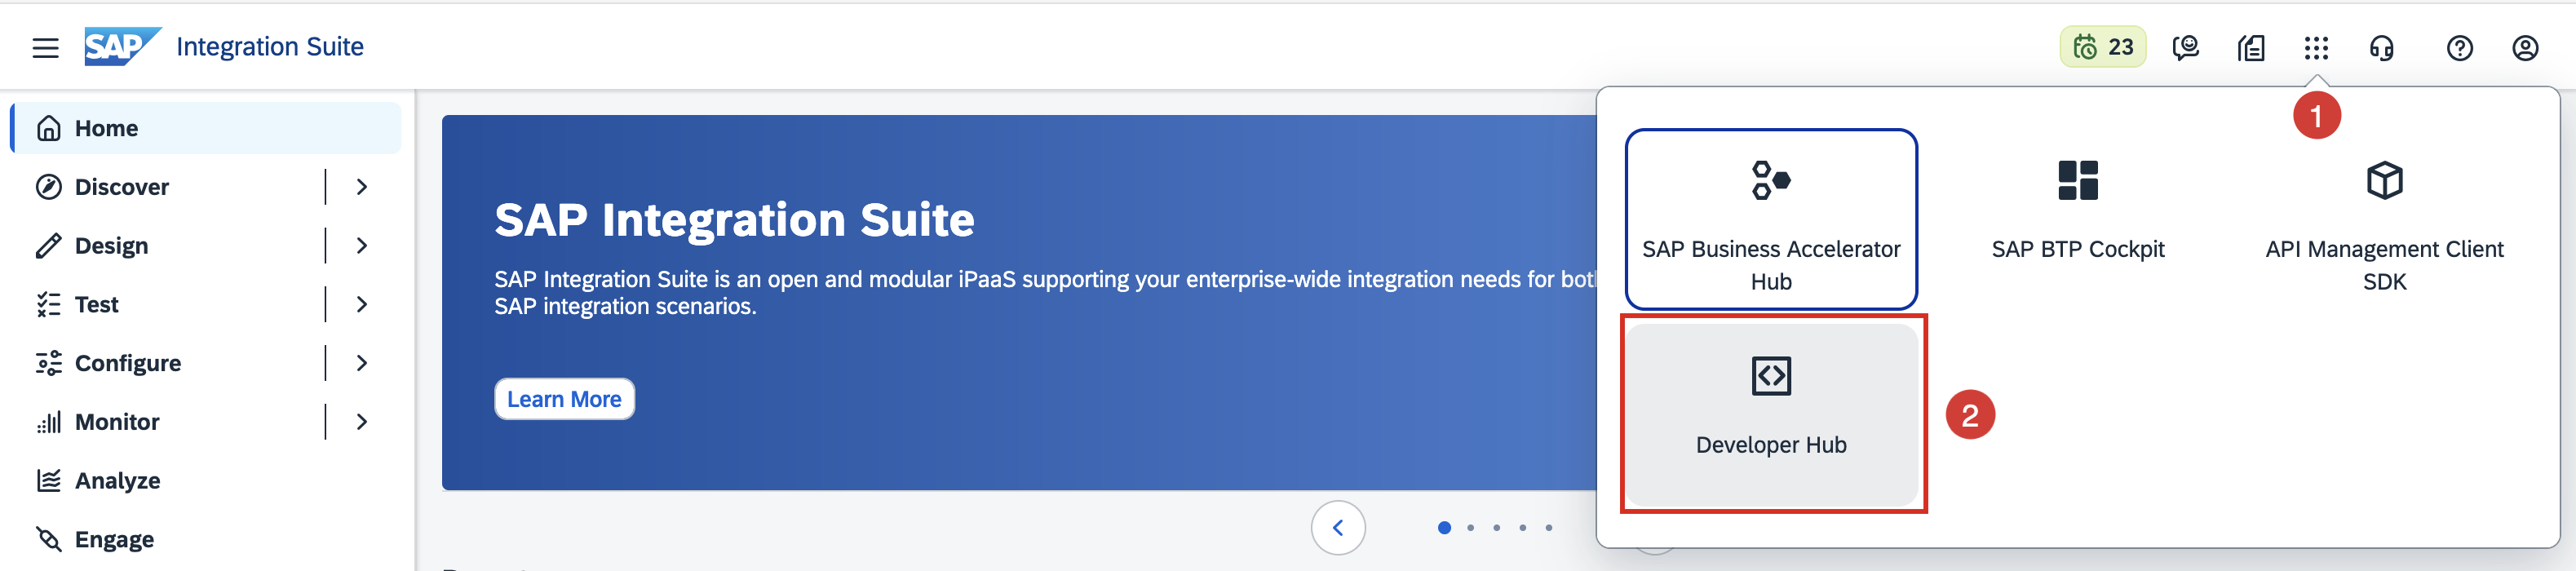 SAP Integration Suite
23
1
Home
Discover
Design
Test
Configure
Monitor
Analyze
Engage
SAP Integration Suite
SAP Integration Suite is an open and modular iPaaS supporting your enterprise-wide integration needs for
SAP integration scenarios.
Learn More
SAP Business Accelerator
Hub
SAP BTP Cockpit
API Management Client
SDK
Developer Hub
2